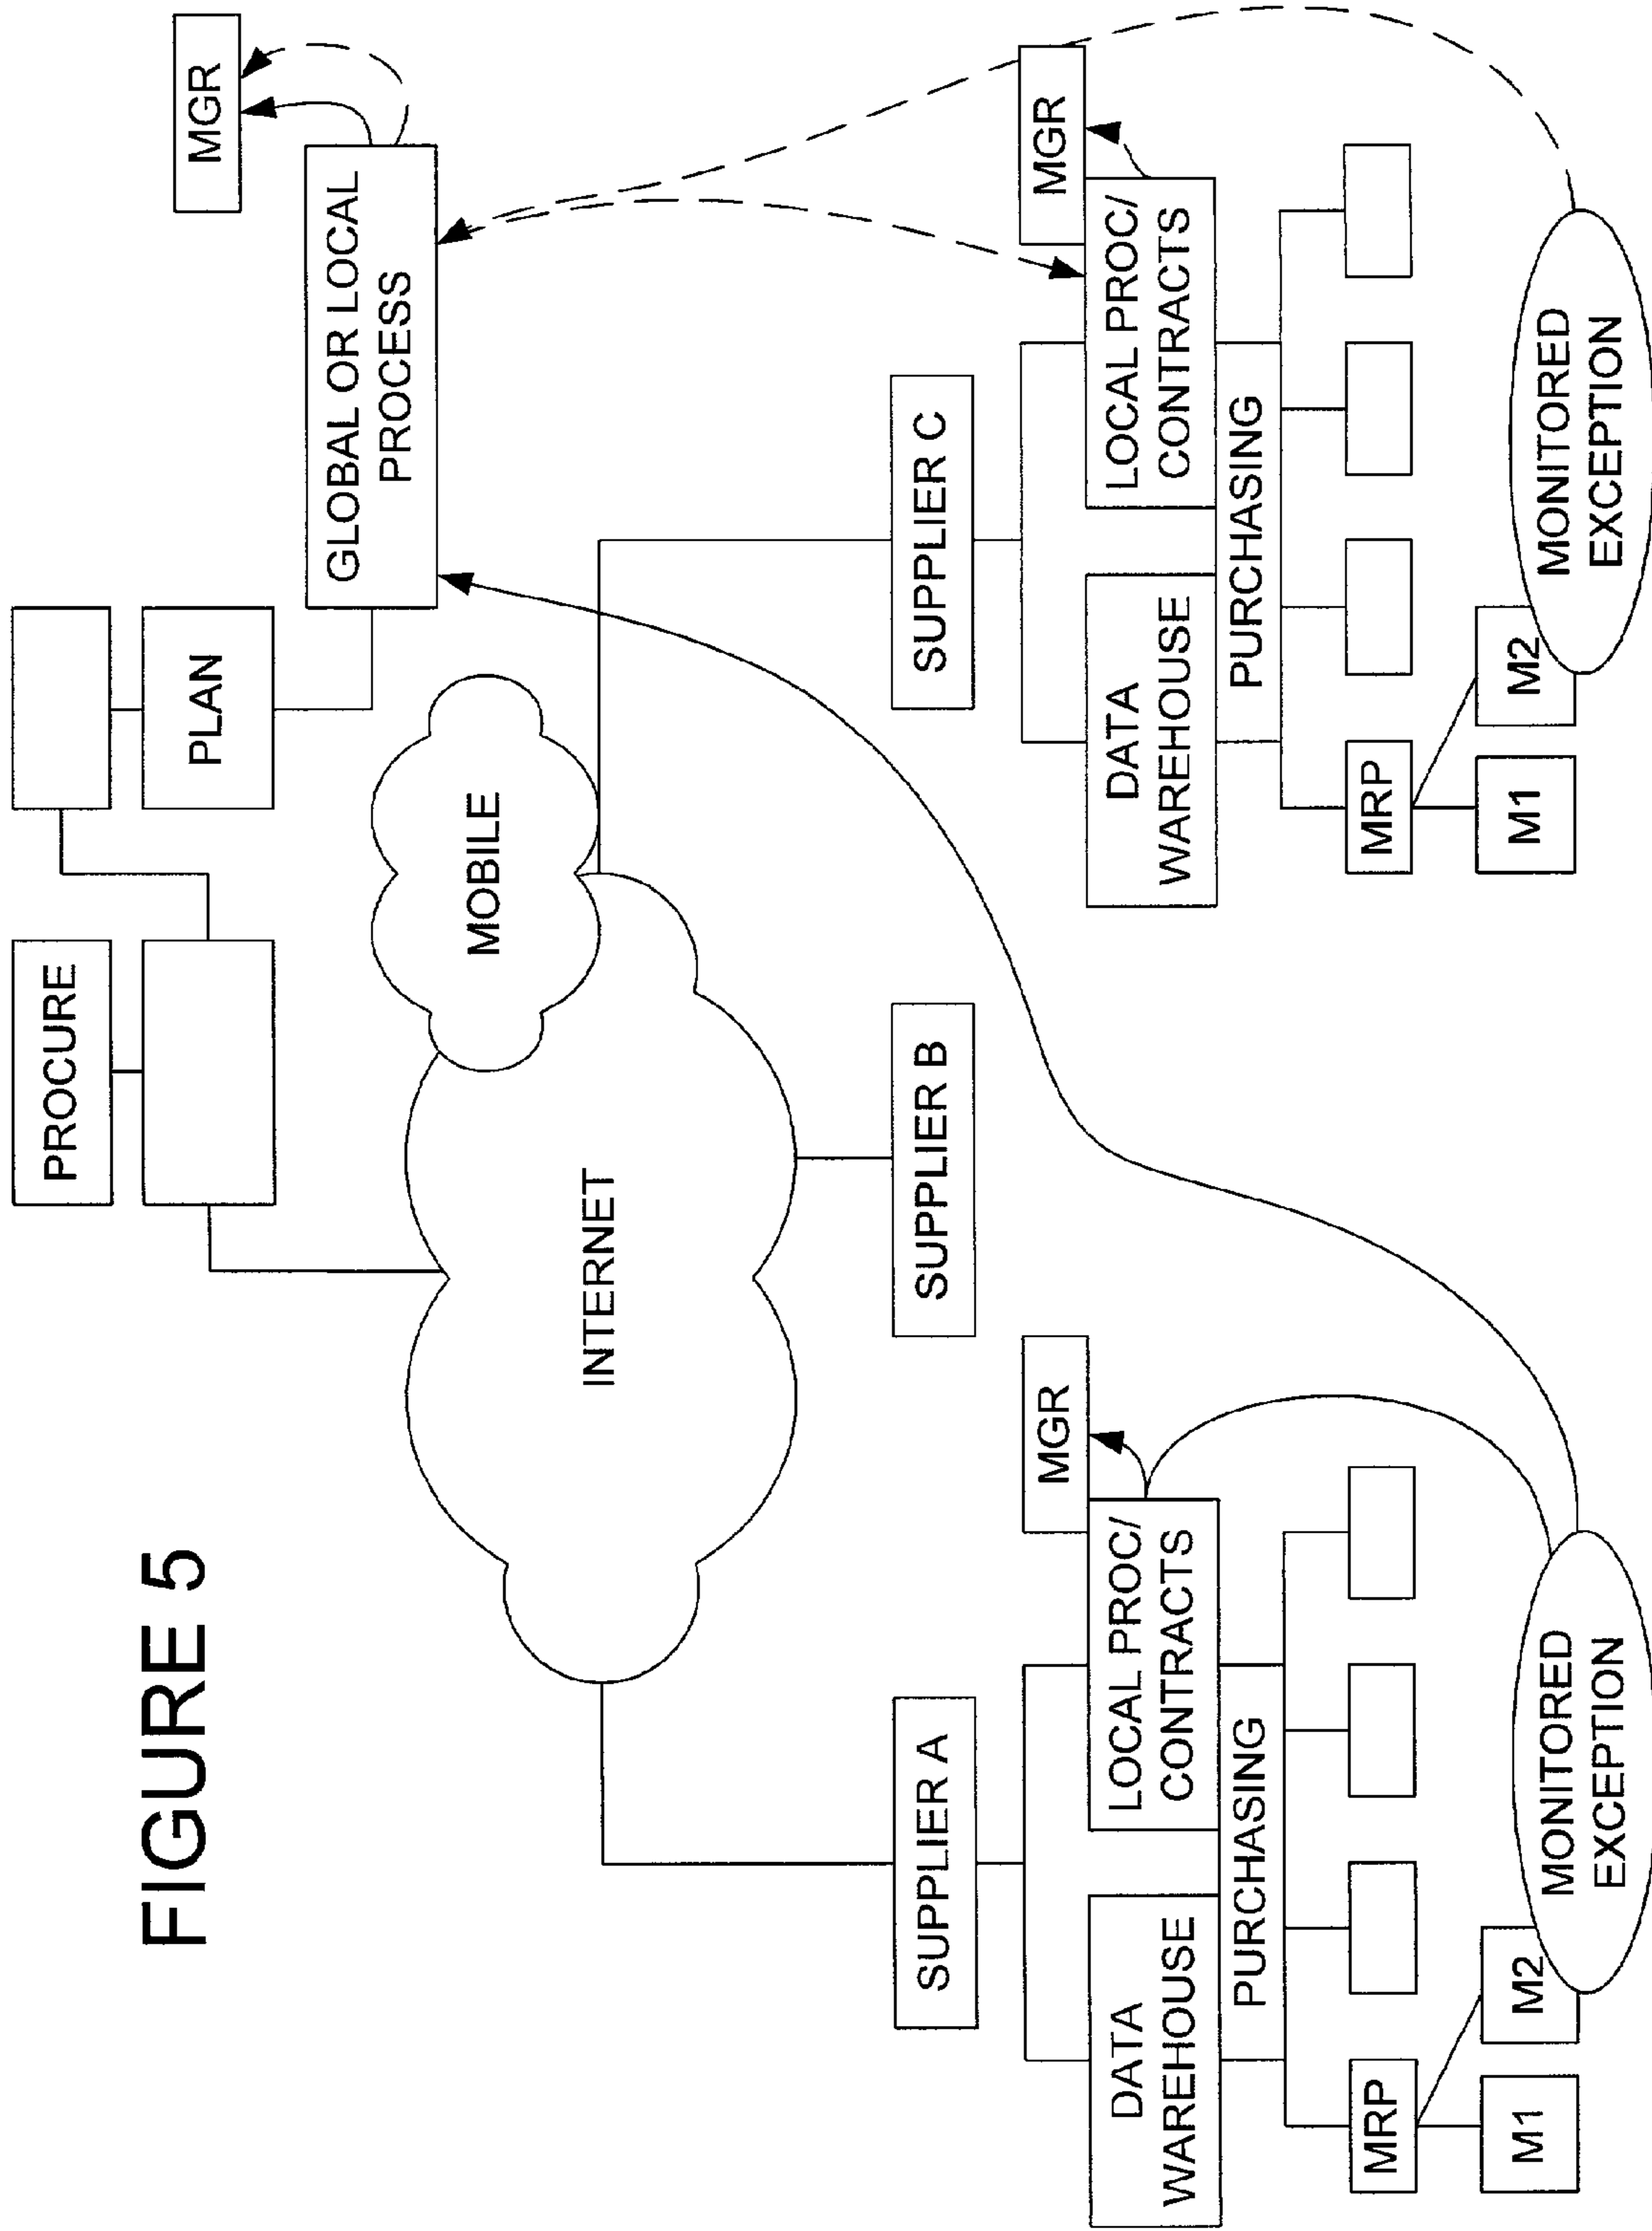 FIGURE 5
PROCURE
PLAN
MGR
GLOBAL OR LOCAL
PROCESS
MOBILE
INTERNET
SUPPLIER A
SUPPLIER B
SUPPLIER C
MGR
DATA
WAREHOUSE
LOCAL PROC/
CONTRACTS
PURCHASING
MRP
M1
M2
MONITORED
EXCEPTION
MGR
DATA
WAREHOUSE
LOCAL PROC/
CONTRACTS
PURCHASING
MRP
M1
M2
MONITORED
EXCEPTION